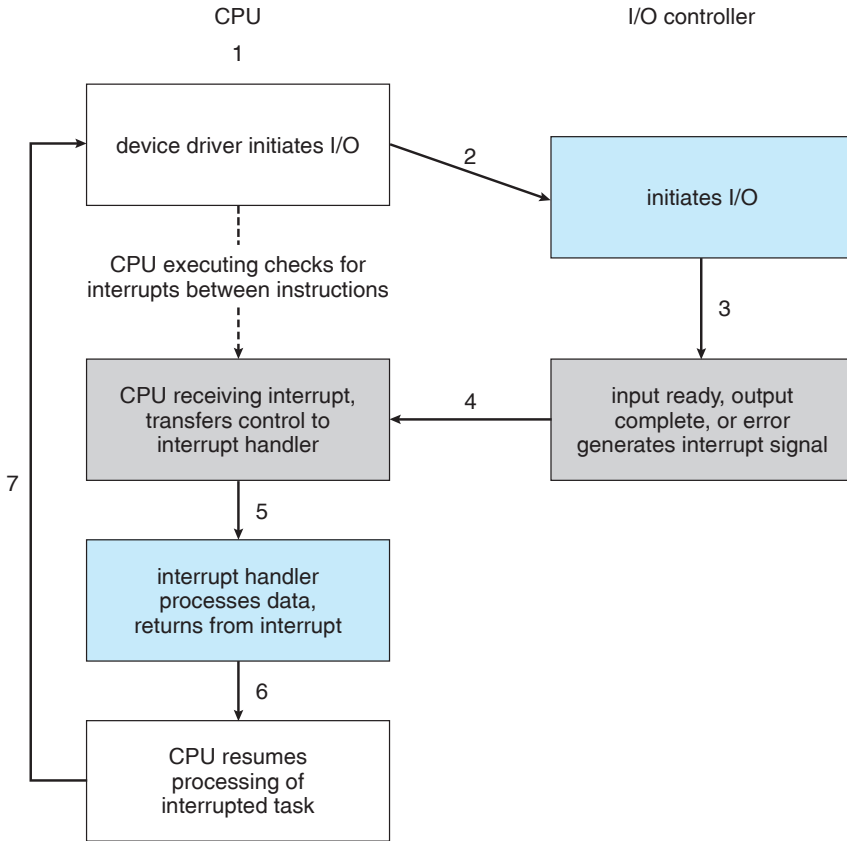 CPU
I/O controller
1
device driver initiates I/O
2
initiates I/O
CPU executing checks for
interrupts between instructions
3
CPU receiving interrupt,
transfers control to
interrupt handler
4
input ready, output
complete, or error
generates interrupt signal
7
5
interrupt handler
processes data,
returns from interrupt
6
CPU resumes
processing of
interrupted task